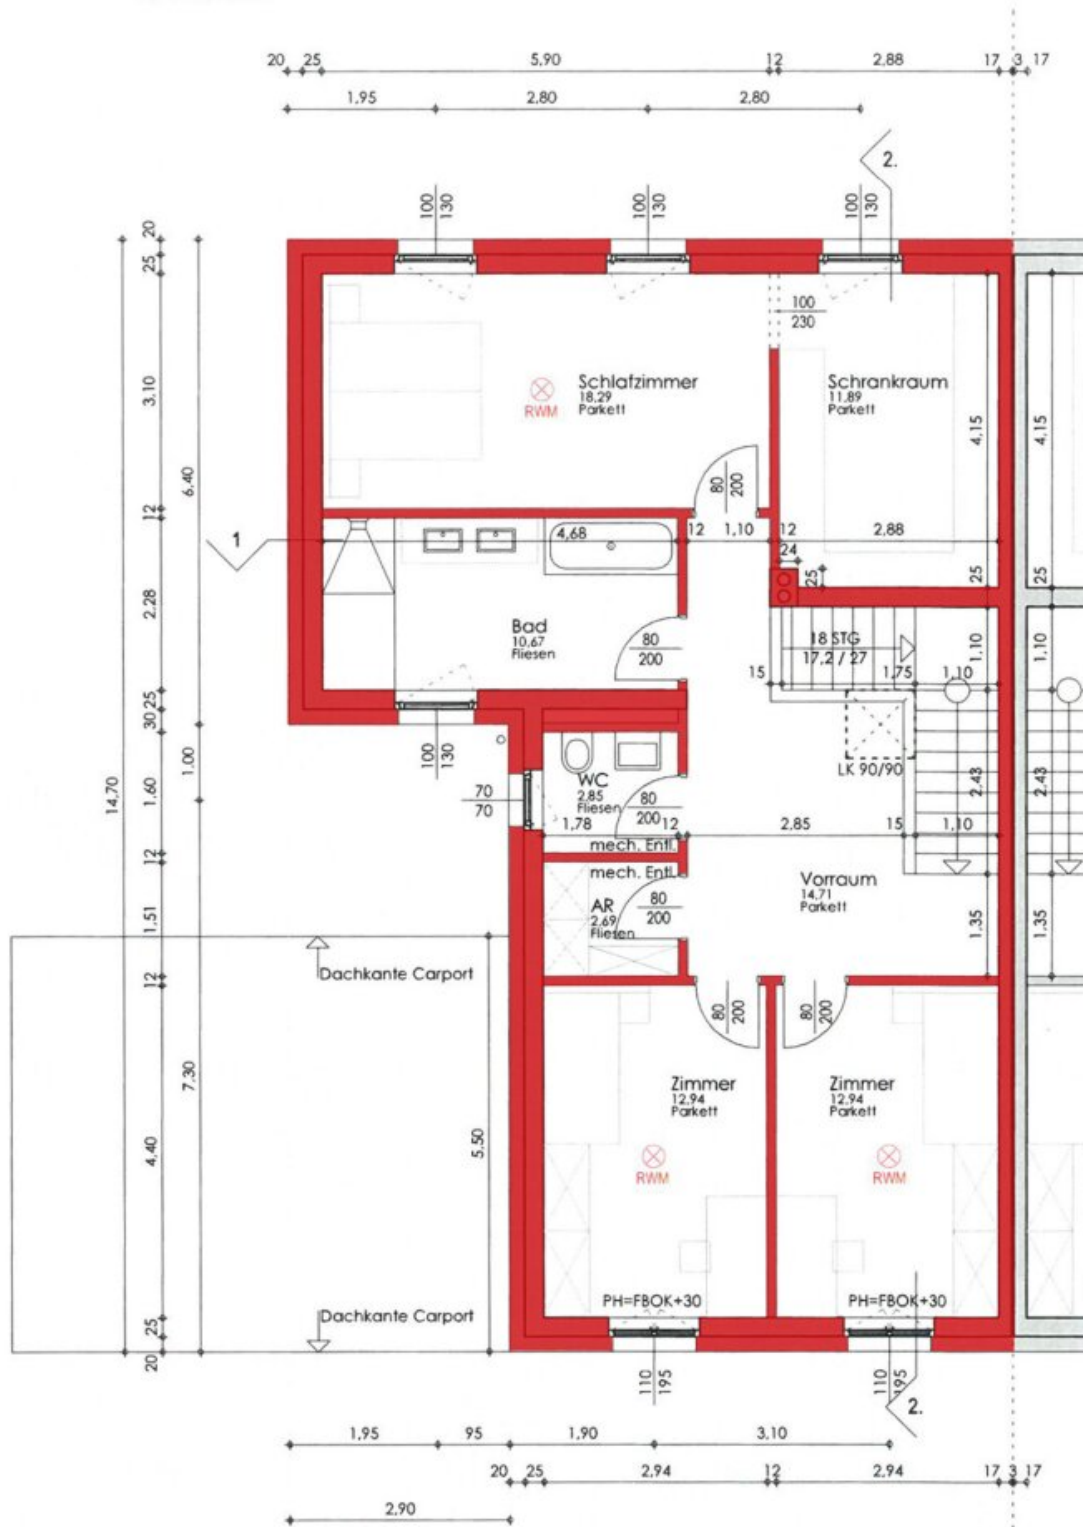 20 25 5,90 12 2,88 17 3 17
1,95 2,80 2,80
2.
100
130
100
130
100
130
20
25
3,10
12
2,28
25
30
1,60
12
1,51
12
4,40
25
20
14,70
6,40
1,00
7,30
100
230
Schlafzimmer
18,29
Parkett
RWM
Schrankraum
11,89
Parkett
4,15
4,15
80
200
1
4,68 12 1,10 12 2,88
24
25
25
25
Bad
10,67
Fliesen
80
200
18 STG
17,2 / 27
1,10
1,10
15 1,75 1,10
100
130
LK 90/90
WC
2,85
Fliesen
70
70
80
200
2,43
2,43
1,78 12 2,85 15 1,10
mech. Entl.
mech. Entl.
AR
2,69
Fliesen
80
200
Vorraum
14,71
Parkett
1,35
1,35
Dachkante Carport
80
200
80
200
Zimmer
12,94
Parkett
Zimmer
12,94
Parkett
5,50
RWM
RWM
PH=FBOK+30
PH=FBOK+30
Dachkante Carport
110
195
110
195
2.
1,95 95 1,90 3,10
20 25 2,94 12 2,94 17 3 17
2,90